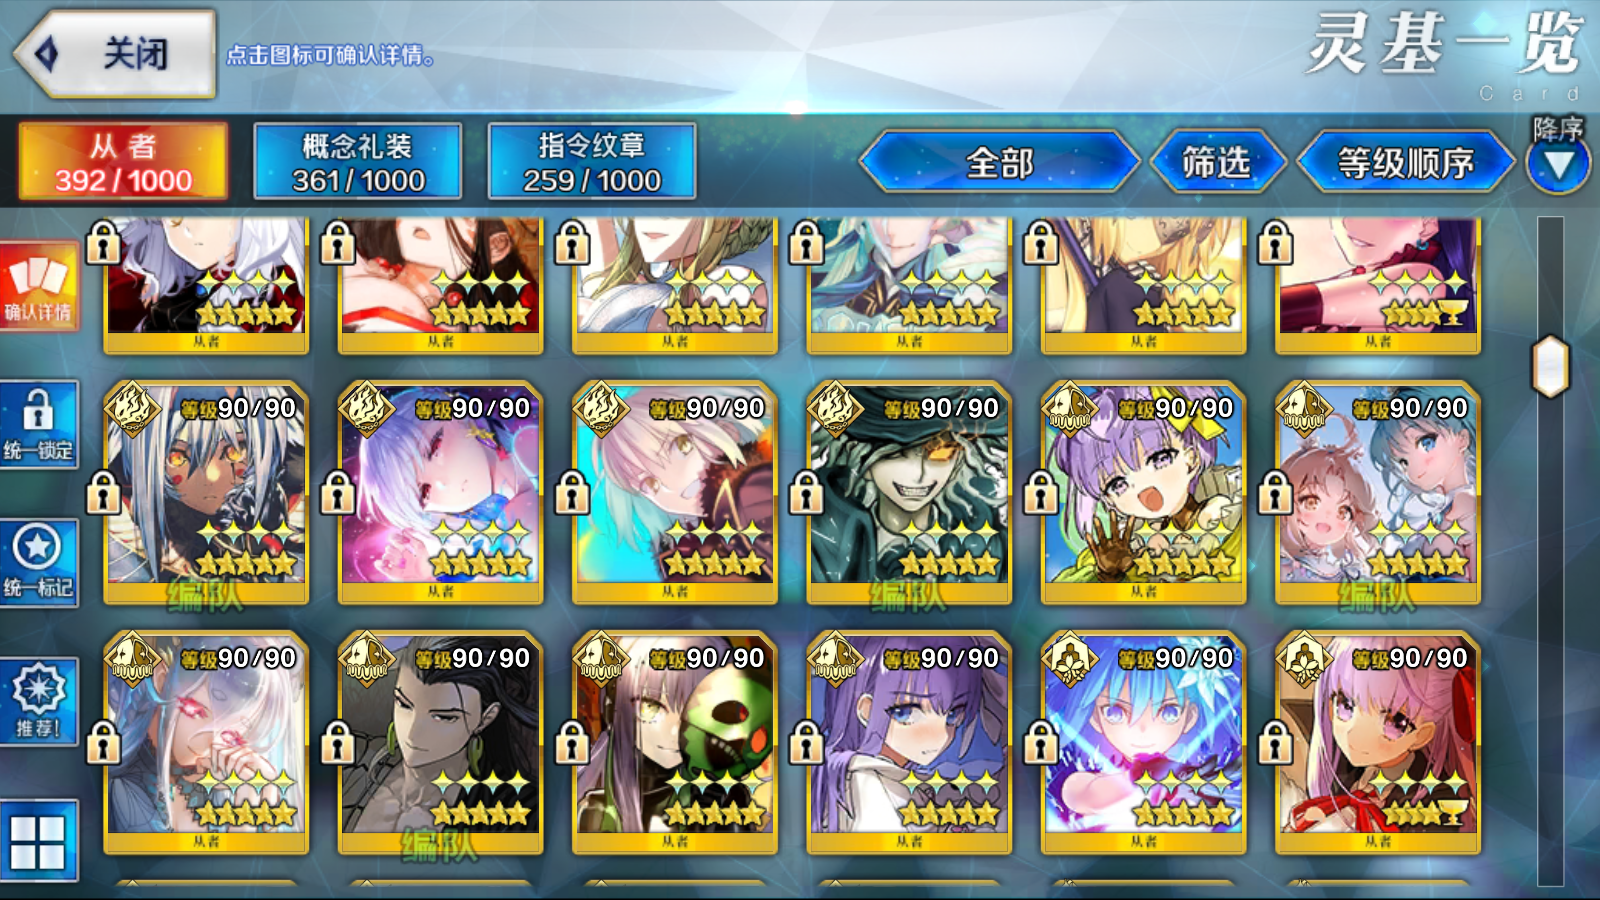 关闭
点击图标可确认详情。
灵基一览
Card
从者
392/1000
概念礼装
361/1000
指令纹章
259/1000
全部
筛选
等级顺序
降序
确认详情
统一锁定
统一标记
推荐!
从者
从者
从者
从者
从者
从者
等级90/90
等级90/90
等级90/90
等级90/90
等级90/90
等级90/90
编队
从者
从者
编队
从者
编队
等级90/90
等级90/90
等级90/90
等级90/90
等级90/90
等级90/90
从者
编队
从者
从者
从者
从者